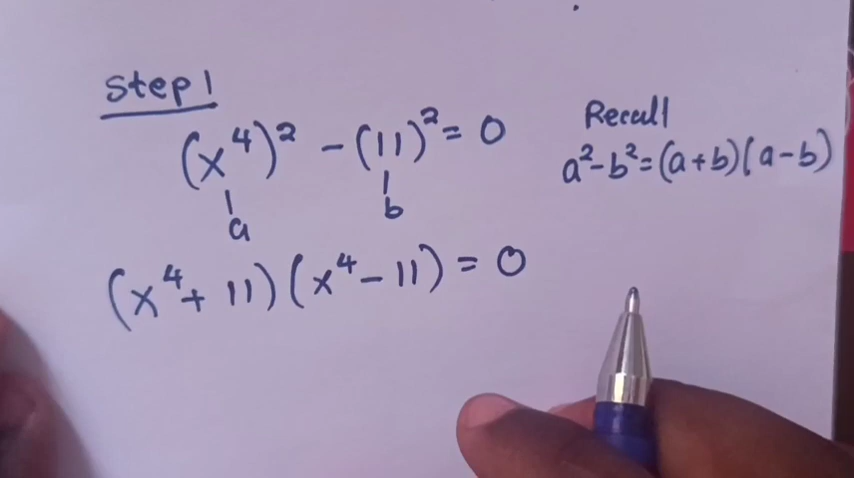 Step 1
(x⁴)² - (11)² = 0
a b
(x⁴ + 11)(x⁴ - 11) = 0
Recall
a² - b² = (a + b)(a - b)